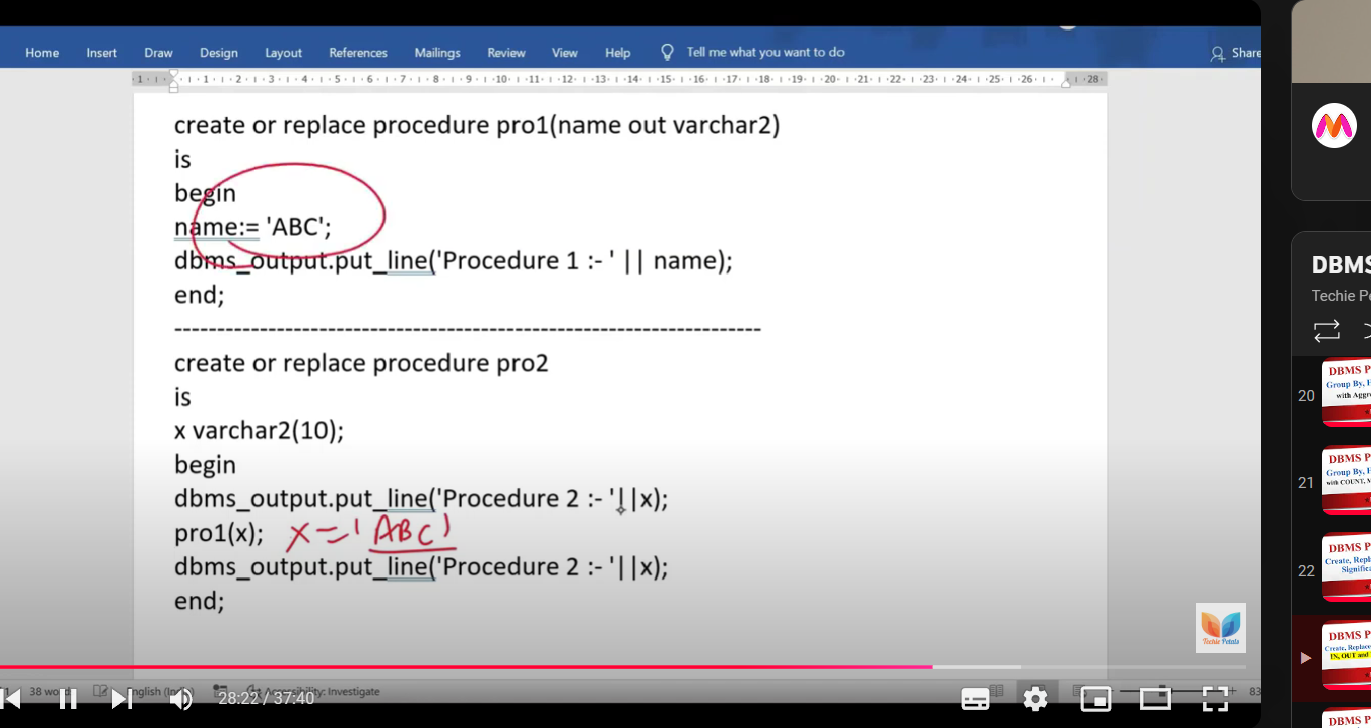 Home Insert Draw Design Layout References Mailings Review View Help Tell me what you want to do Share
· 1 · · 1 · 2 · 3 · 4 · 5 · 6 · 7 · 8 · 9 · 10 · 11 · 12 · 13 · 14 · 15 · 16 · 17 · 18 · 19 · 20 · 21 · 22 · 23 · 24 · 25 · 26 · 28 ·
create or replace procedure pro1(name out varchar2)
is
begin
name:= 'ABC';
dbms_output.put_line('Procedure 1 :- ' || name);
end;
--------------------------------------------------------------------
create or replace procedure pro2
is
x varchar2(10);
begin
dbms_output.put_line('Procedure 2 :- '||x);
pro1(x); x='ABC'
dbms_output.put_line('Procedure 2 :- '||x);
end;
Techie Petals
38 words English Accessibility: Investigate 83
28:22 / 37:40
DBMS
Techie Pe
20
DBMS P
Group By, H
with Aggre
21
DBMS P
Group By, H
with COUNT, M
22
DBMS P
Create, Repl
Signific
DBMS P
Create, Replace
IN, OUT and
DBMS P